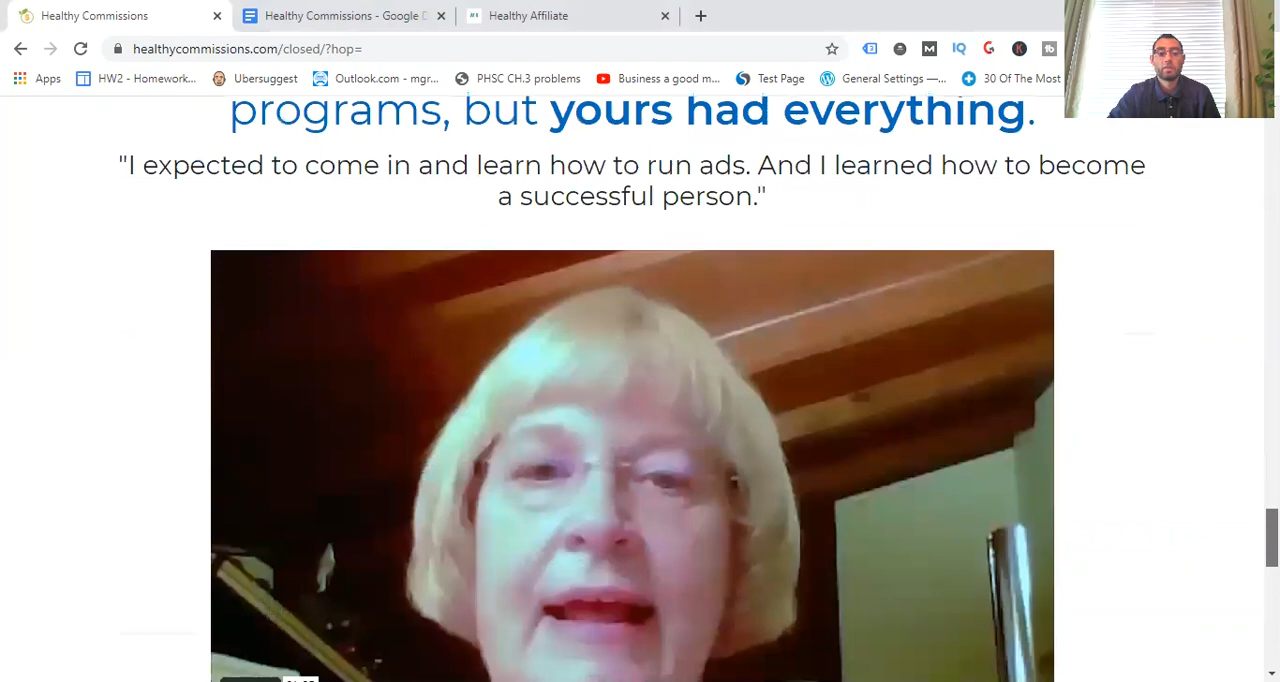 Healthy Commissions
Healthy Commissions - Google D
Healthy Affiliate
healthycommissions.com/closed/?hop=
Apps
HW2 - Homework...
Ubersuggest
Outlook.com - mgr...
PHSC CH.3 problems
Business a good m...
Test Page
General Settings —...
30 Of The Most
programs, but yours had everything.
"I expected to come in and learn how to run ads. And I learned how to become
a successful person."